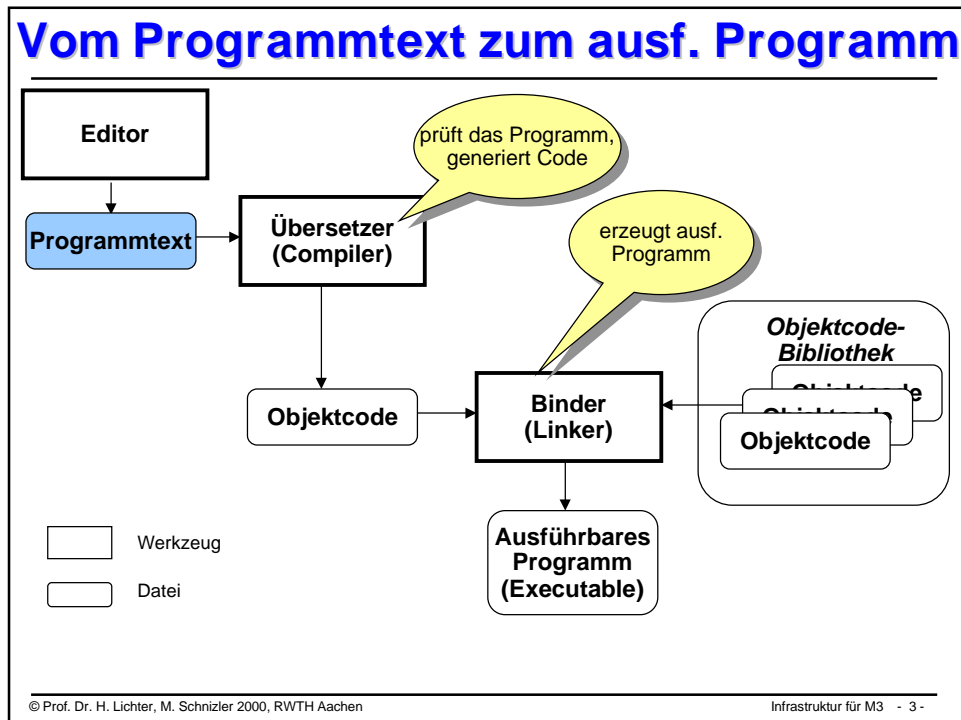 Vom Programmtext zum ausf. Programm
Editor
prüft das Programm,
generiert Code
Programmtext
Übersetzer
(Compiler)
erzeugt ausf.
Programm
Objektcode-
Bibliothek
Objektcode
Objektcode
Objektcode
Objektcode
Binder
(Linker)
Ausführbares
Programm
(Executable)
Werkzeug
Datei
© Prof. Dr. H. Lichter, M. Schnizler 2000, RWTH Aachen
Infrastruktur für M3 - 3 -